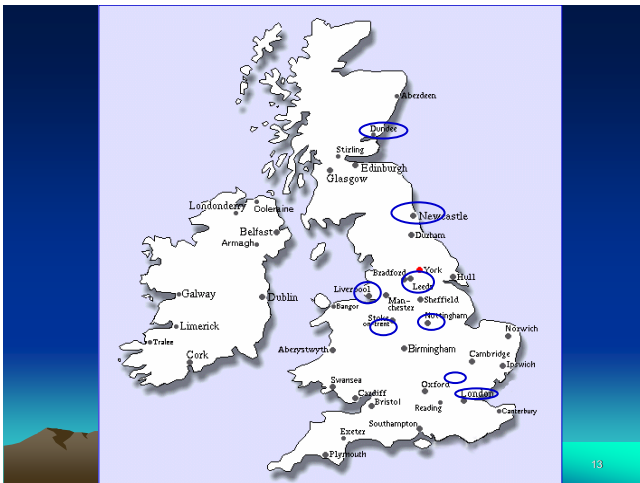 Aberdeen
Dundee
Stirling
Edinburgh
Glasgow
Londonderry
Coleraine
Newcastle
Belfast
Armagh
Durham
York
Bradford
Hull
Leeds
Liverpool
Galway
Dublin
Man-
chester
Sheffield
Bangor
Stoke
on Trent
Nottingham
Limerick
Norwich
Tralee
Birmingham
Aberystwyth
Cork
Cambridge
Ipswich
Swansea
Oxford
Cardiff
London
Bristol
Reading
Canterbury
Southampton
Exeter
Plymouth
13